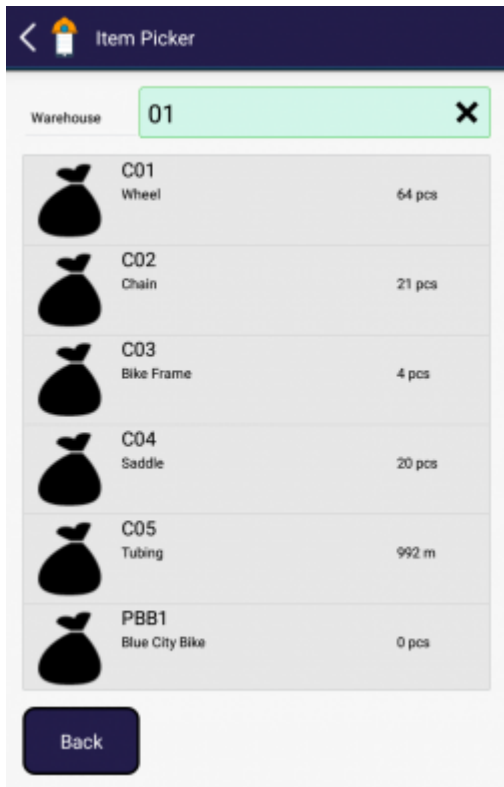 Item Picker
Warehouse 01
C01
Wheel 64 pcs
C02
Chain 21 pcs
C03
Bike Frame 4 pcs
C04
Saddle 20 pcs
C05
Tubing 992 m
PBB1
Blue City Bike 0 pcs
Back